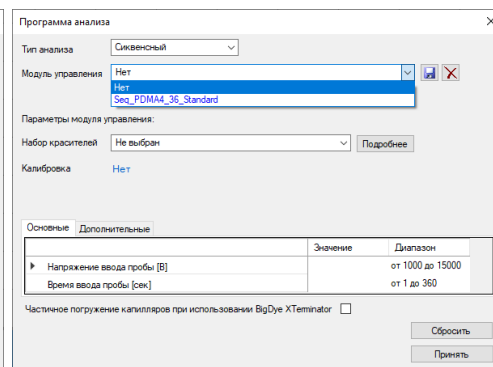 Программа анализа
Тип анализа Сиквенсный
Модуль управления Нет
Нет
Seq_PDMA4_36_Standard
Параметры модуля управления:
Набор красителей Не выбран Подробнее
Калибровка Нет
Основные Дополнительные
Значение Диапазон
Напряжение ввода пробы [В] от 1000 до 15000
Время ввода пробы [сек] от 1 до 360
Частичное погружение капилляров при использовании BigDye XTerminator
Сбросить
Принять